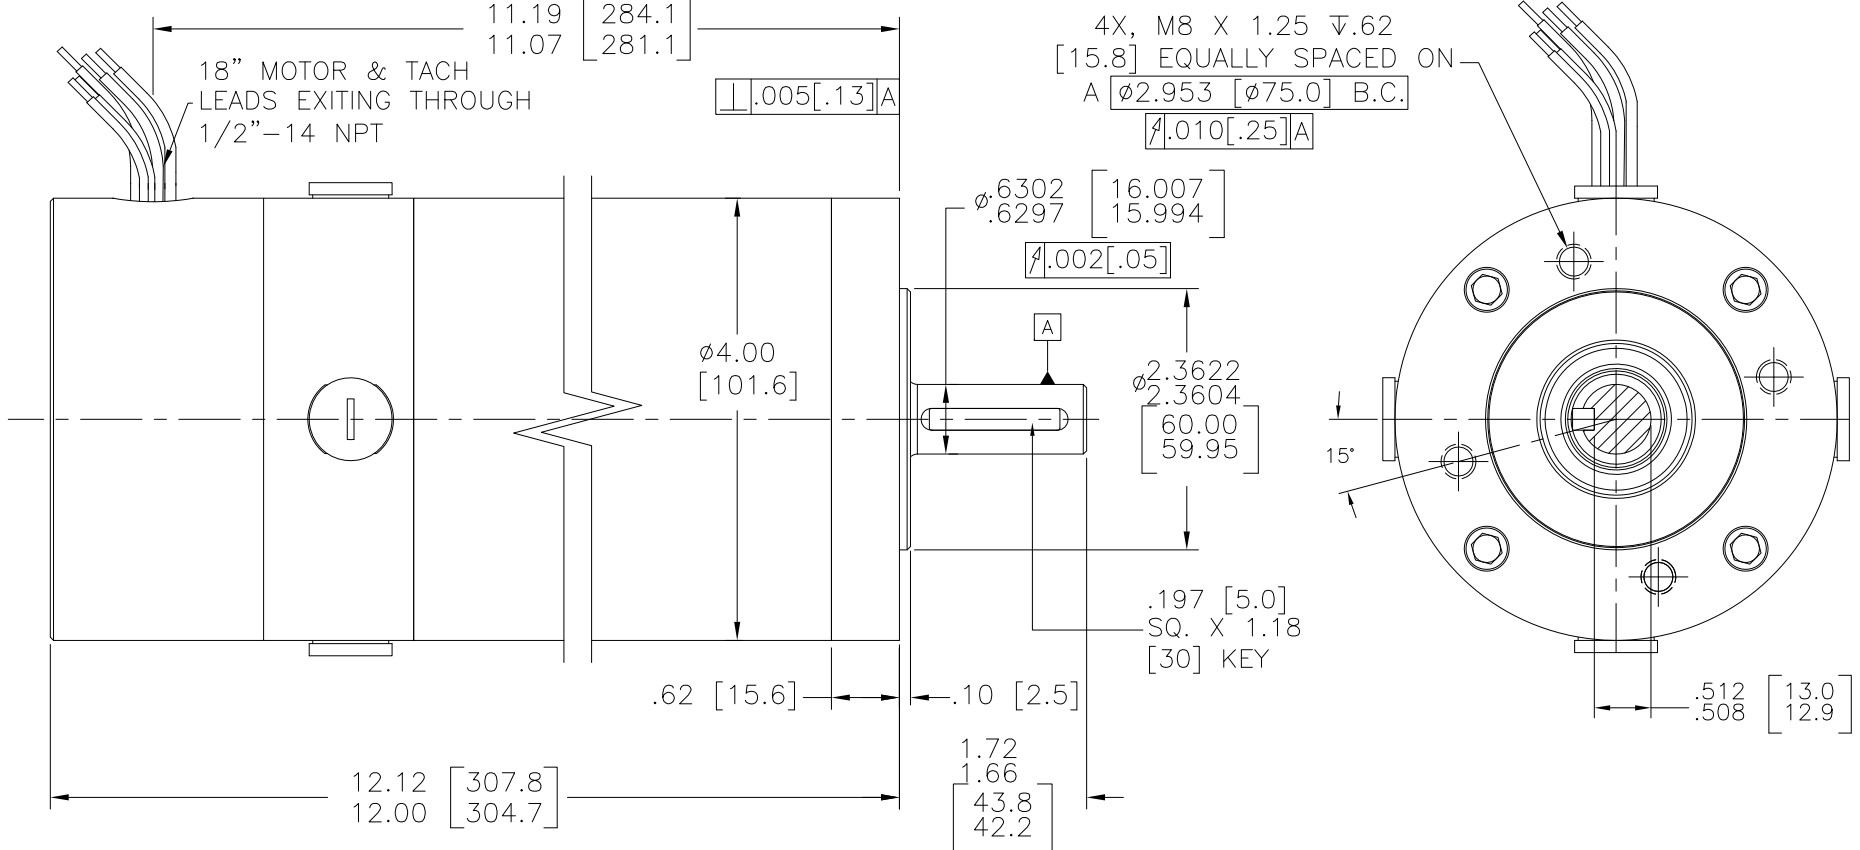 11.19 [284.1]
11.07 [281.1]
18” MOTOR & TACH
LEADS EXITING THROUGH
1/2”–14 NPT
⟂ .005[.13] A
4X, M8 X 1.25 ↧.62
[15.8] EQUALLY SPACED ON
A ø2.953 [ø75.0] B.C.
↗ .010[.25] A
ø.6302 [16.007]
.6297 [15.994]
↗ .002[.05]
A
ø4.00
[101.6]
ø2.3622
2.3604
[60.00]
[59.95]
15°
.197 [5.0]
SQ. X 1.18
[30] KEY
.62 [15.6]
.10 [2.5]
.512 [13.0]
.508 [12.9]
12.12 [307.8]
12.00 [304.7]
1.72
1.66
[43.8]
[42.2]